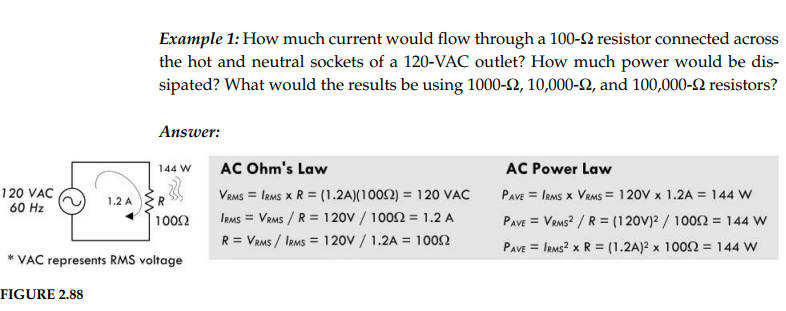 Example 1: How much current would flow through a 100-Ω resistor connected across
the hot and neutral sockets of a 120-VAC outlet? How much power would be dis-
sipated? What would the results be using 1000-Ω, 10,000-Ω, and 100,000-Ω resistors?
Answer:
120 VAC
60 Hz
1.2 A
144 W
R
100Ω
* VAC represents RMS voltage
AC Ohm's Law
VRMS = IRMS x R = (1.2A)(100Ω) = 120 VAC
IRMS = VRMS / R = 120V / 100Ω = 1.2 A
R = VRMS / IRMS = 120V / 1.2A = 100Ω
AC Power Law
PAVE = IRMS x VRMS = 120V x 1.2A = 144 W
PAVE = VRMS² / R = (120V)² / 100Ω = 144 W
PAVE = IRMS² x R = (1.2A)² x 100Ω = 144 W
FIGURE 2.88